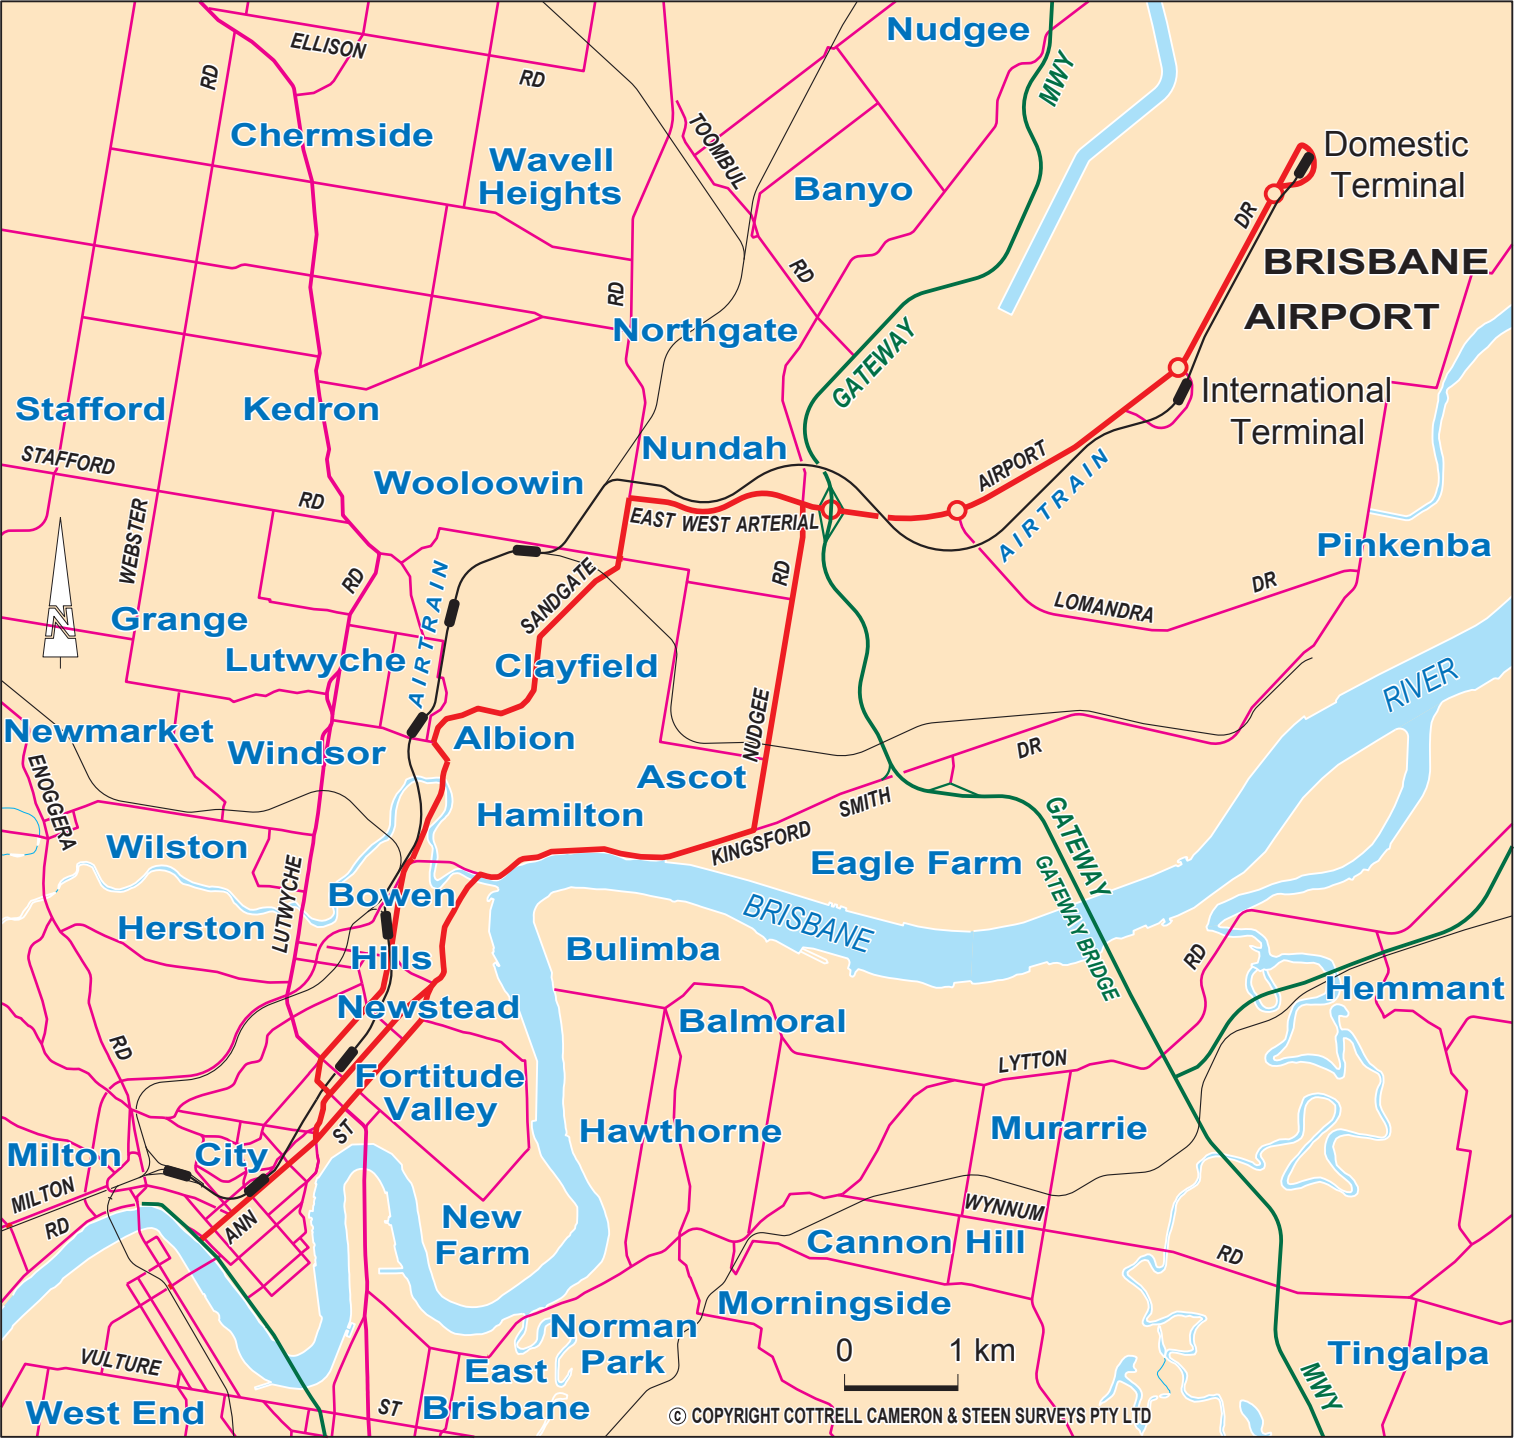 Nudgee
ELLISON
RD
RD
MWY
Chermside
TOOMBUL
Wavell
Heights
Banyo
Domestic
Terminal
DR
RD
BRISBANE
AIRPORT
RD
Northgate
GATEWAY
International
Terminal
Stafford
Kedron
Nundah
STAFFORD
RD
Wooloowin
AIRPORT
AIRTRAIN
WEBSTER
EAST WEST ARTERIAL
Pinkenba
RD
AIRTRAIN
SANDGATE
RD
DR
LOMANDRA
N
Grange
Lutwyche
Clayfield
RIVER
NUDGEE
Newmarket
Windsor
Albion
DR
ENOGGERA
Ascot
SMITH
Hamilton
KINGSFORD
GATEWAY
Wilston
Eagle Farm
GATEWAY BRIDGE
LUTWYCHE
Bowen
Hills
BRISBANE
Herston
Bulimba
RD
Hemmant
Newstead
Balmoral
RD
LYTTON
Fortitude
Valley
ST
Hawthorne
Murarrie
Milton
City
MILTON
RD
ANN
New
Farm
WYNNUM
RD
Cannon Hill
Morningside
Norman
Park
0 1 km
Tingalpa
VULTURE
ST
East
Brisbane
MWY
West End
© COPYRIGHT COTTRELL CAMERON & STEEN SURVEYS PTY LTD